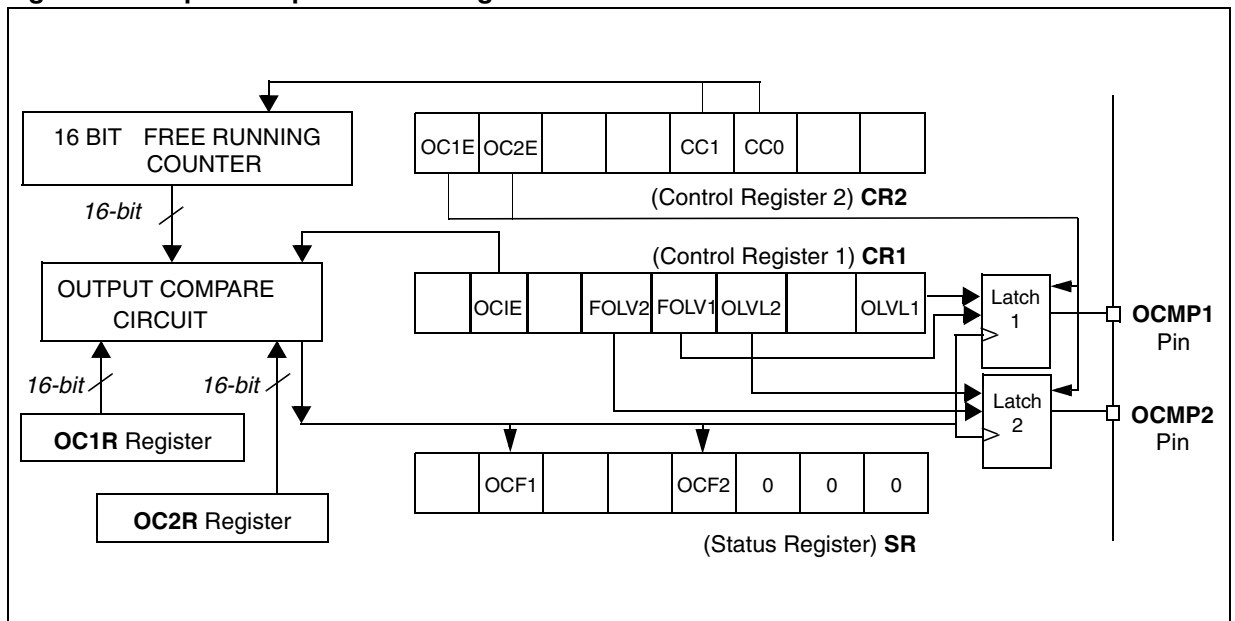 16 BIT FREE RUNNING
COUNTER
OC1E OC2E CC1 CC0
(Control Register 2) CR2
16-bit
(Control Register 1) CR1
OUTPUT COMPARE
CIRCUIT
OCIE FOLV2 FOLV1 OLVL2 OLVL1
Latch
1
OCMP1
Pin
16-bit 16-bit
Latch
2
OCMP2
Pin
OC1R Register
OCF1 OCF2 0 0 0
OC2R Register
(Status Register) SR